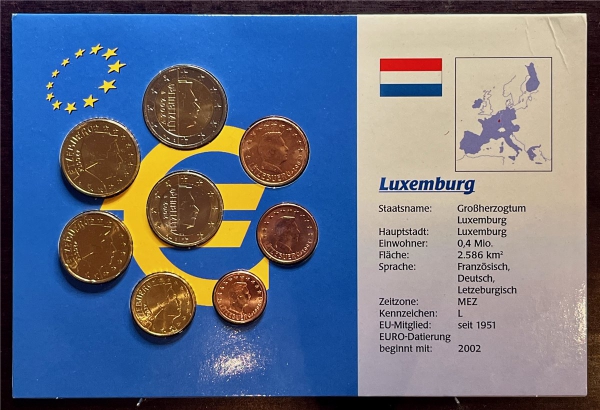 Luxemburg
Staatsname: Großherzogtum
Luxemburg
Hauptstadt: Luxemburg
Einwohner: 0,4 Mio.
Fläche: 2.586 km²
Sprache: Französisch,
Deutsch,
Letzeburgisch
Zeitzone: MEZ
Kennzeichen: L
EU-Mitglied: seit 1951
EURO-Datierung
beginnt mit: 2002